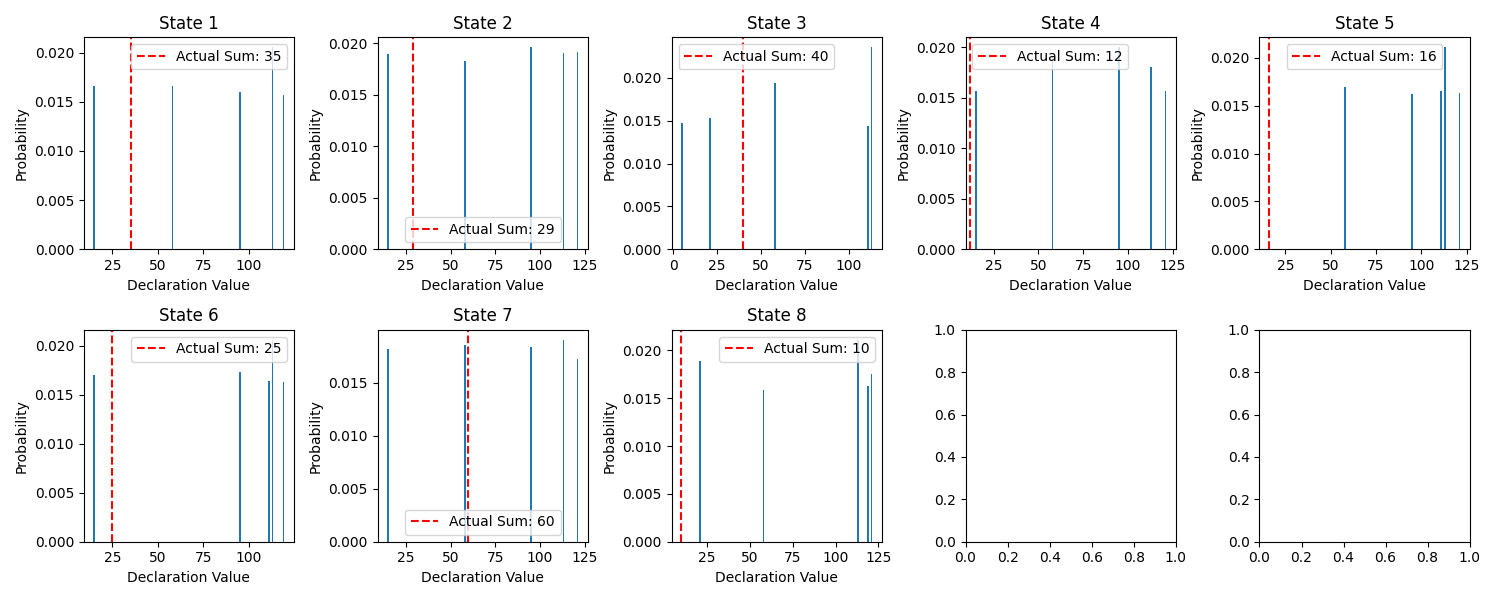 State 1
0.020
0.015
0.010
0.005
0.000
Probability
25 50 75 100
Declaration Value
Actual Sum: 35
State 2
0.020
0.015
0.010
0.005
0.000
Probability
25 50 75 100 125
Declaration Value
Actual Sum: 29
State 3
0.020
0.015
0.010
0.005
0.000
Probability
0 25 50 75 100
Declaration Value
Actual Sum: 40
State 4
0.020
0.015
0.010
0.005
0.000
Probability
25 50 75 100 125
Declaration Value
Actual Sum: 12
State 5
0.020
0.015
0.010
0.005
0.000
Probability
25 50 75 100 125
Declaration Value
Actual Sum: 16
State 6
0.020
0.015
0.010
0.005
0.000
Probability
25 50 75 100
Declaration Value
Actual Sum: 25
State 7
0.015
0.010
0.005
0.000
Probability
25 50 75 100 125
Declaration Value
Actual Sum: 60
State 8
0.020
0.015
0.010
0.005
0.000
Probability
25 50 75 100 125
Declaration Value
Actual Sum: 10
1.0
0.8
0.6
0.4
0.2
0.0
0.0 0.2 0.4 0.6 0.8 1.0
1.0
0.8
0.6
0.4
0.2
0.0
0.0 0.2 0.4 0.6 0.8 1.0